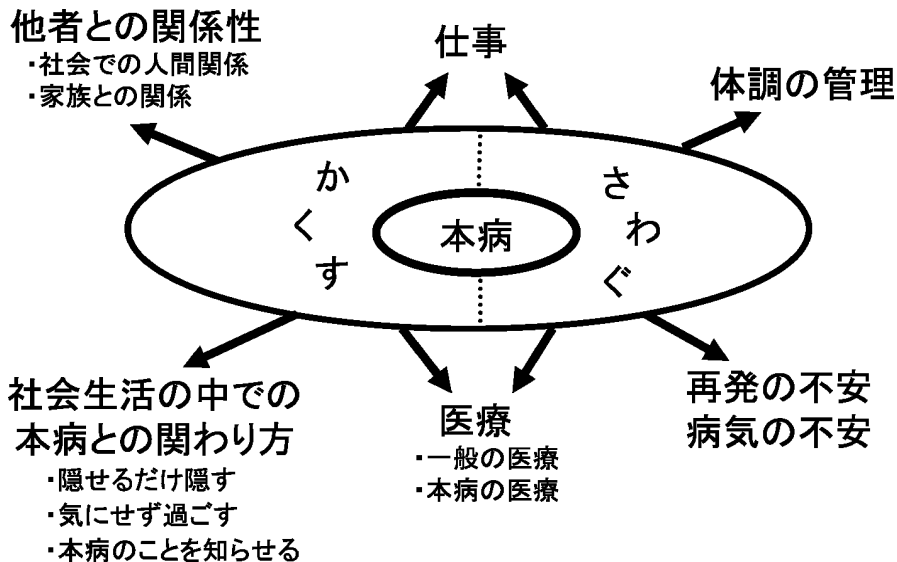 他者との関係性
・社会での人間関係
・家族との関係
仕事
体調の管理
かくす
本病
さわぐ
社会生活の中での
本病との関わり方
・隠せるだけ隠す
・気にせず過ごす
・本病のことを知らせる
医療
・一般の医療
・本病の医療
再発の不安
病気の不安